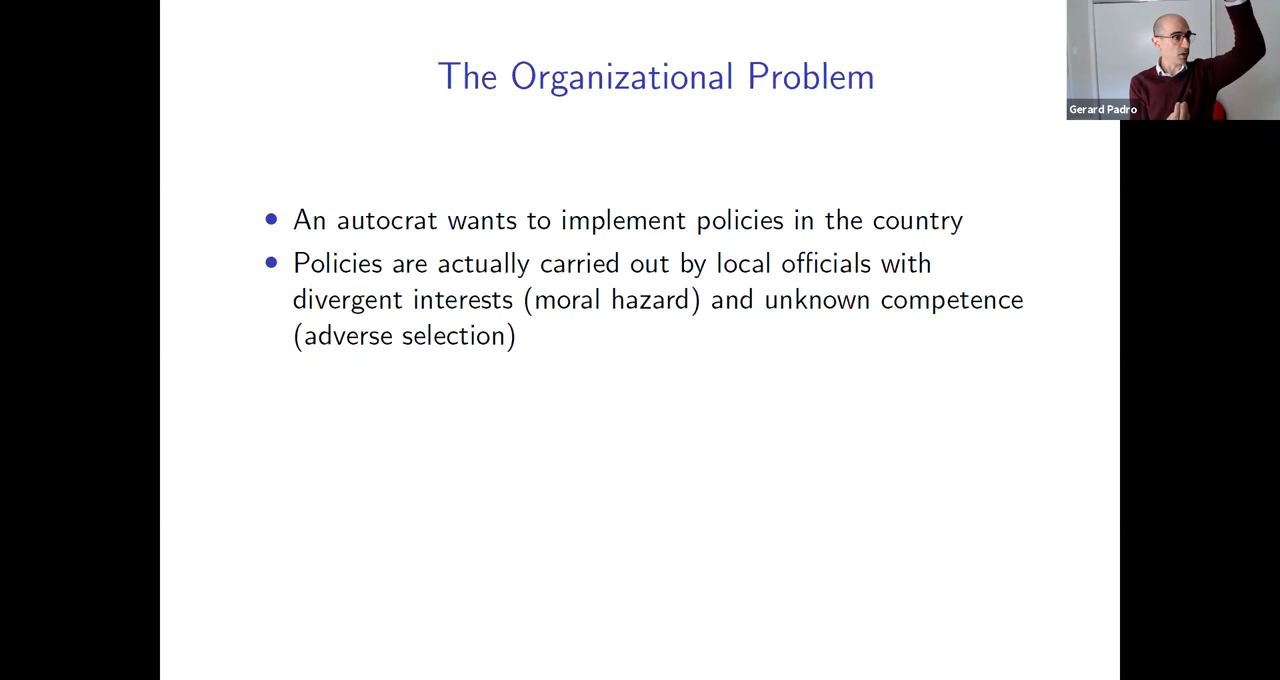 The Organizational Problem
Gerard Padro
• An autocrat wants to implement policies in the country
• Policies are actually carried out by local officials with
divergent interests (moral hazard) and unknown competence
(adverse selection)